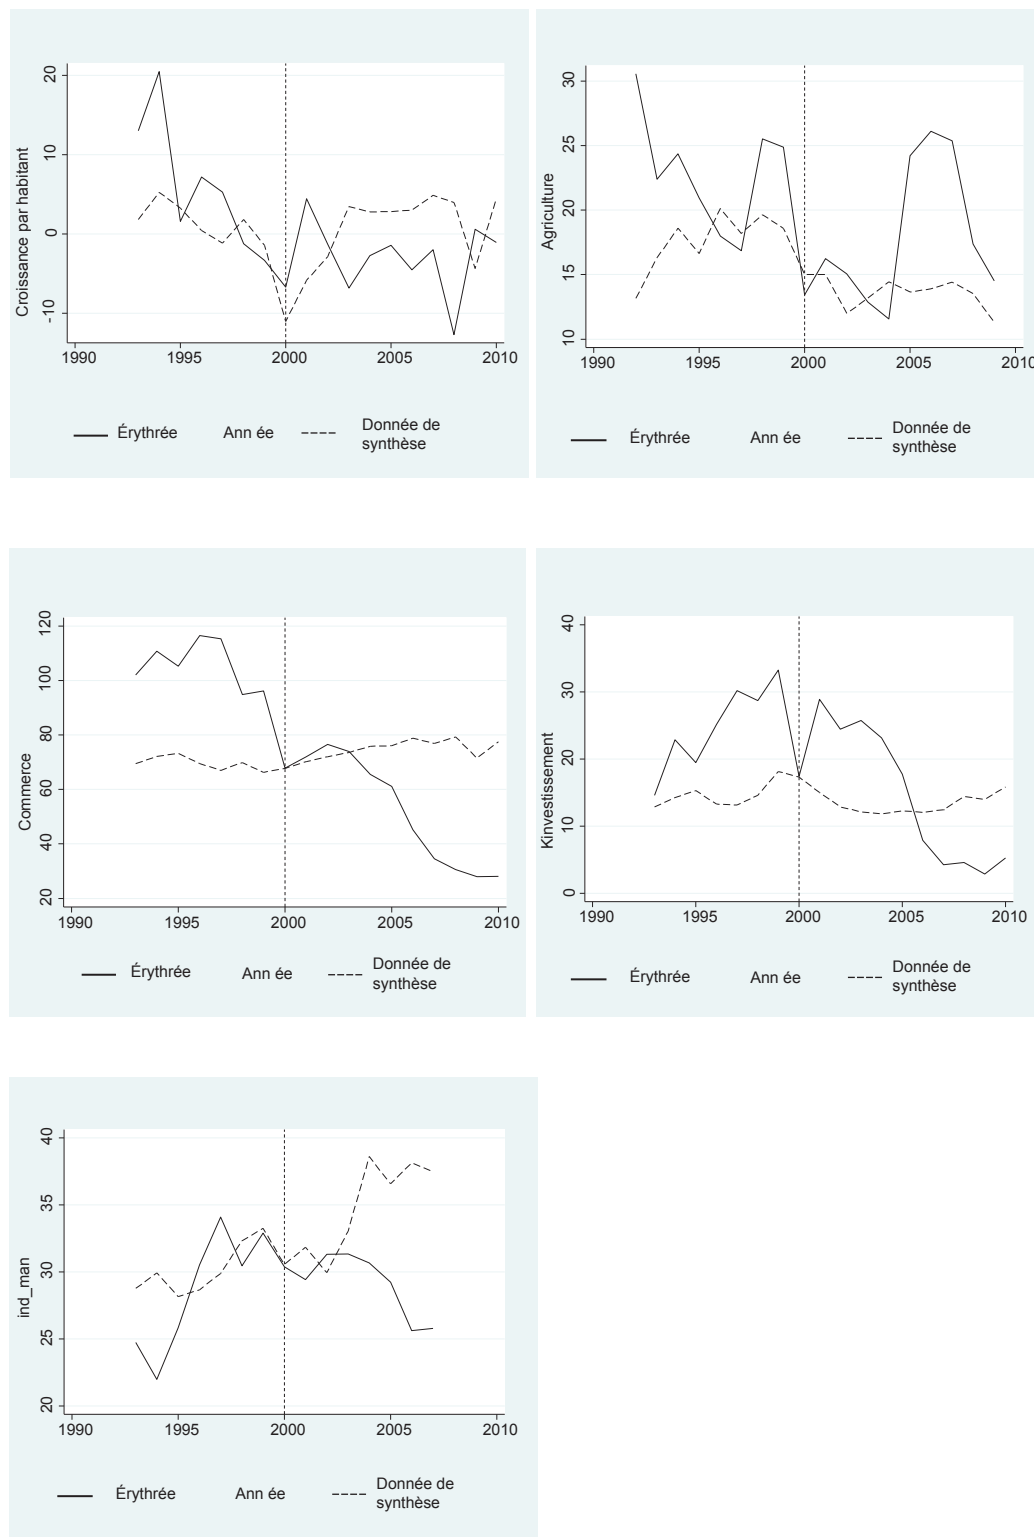 Croissance par habitant
20
10
0
-10
1990 1995 2000 2005 2010
Érythrée Ann ée Donnée de
synthèse
Agriculture
30
25
20
15
10
1990 1995 2000 2005 2010
Érythrée Ann ée Donnée de
synthèse
Commerce
120
100
80
60
40
20
1990 1995 2000 2005 2010
Érythrée Ann ée Donnée de
synthèse
Kinvestissement
40
30
20
10
0
1990 1995 2000 2005 2010
Érythrée Ann ée Donnée de
synthèse
ind_man
40
35
30
25
20
1990 1995 2000 2005 2010
Érythrée Ann ée Donnée de
synthèse